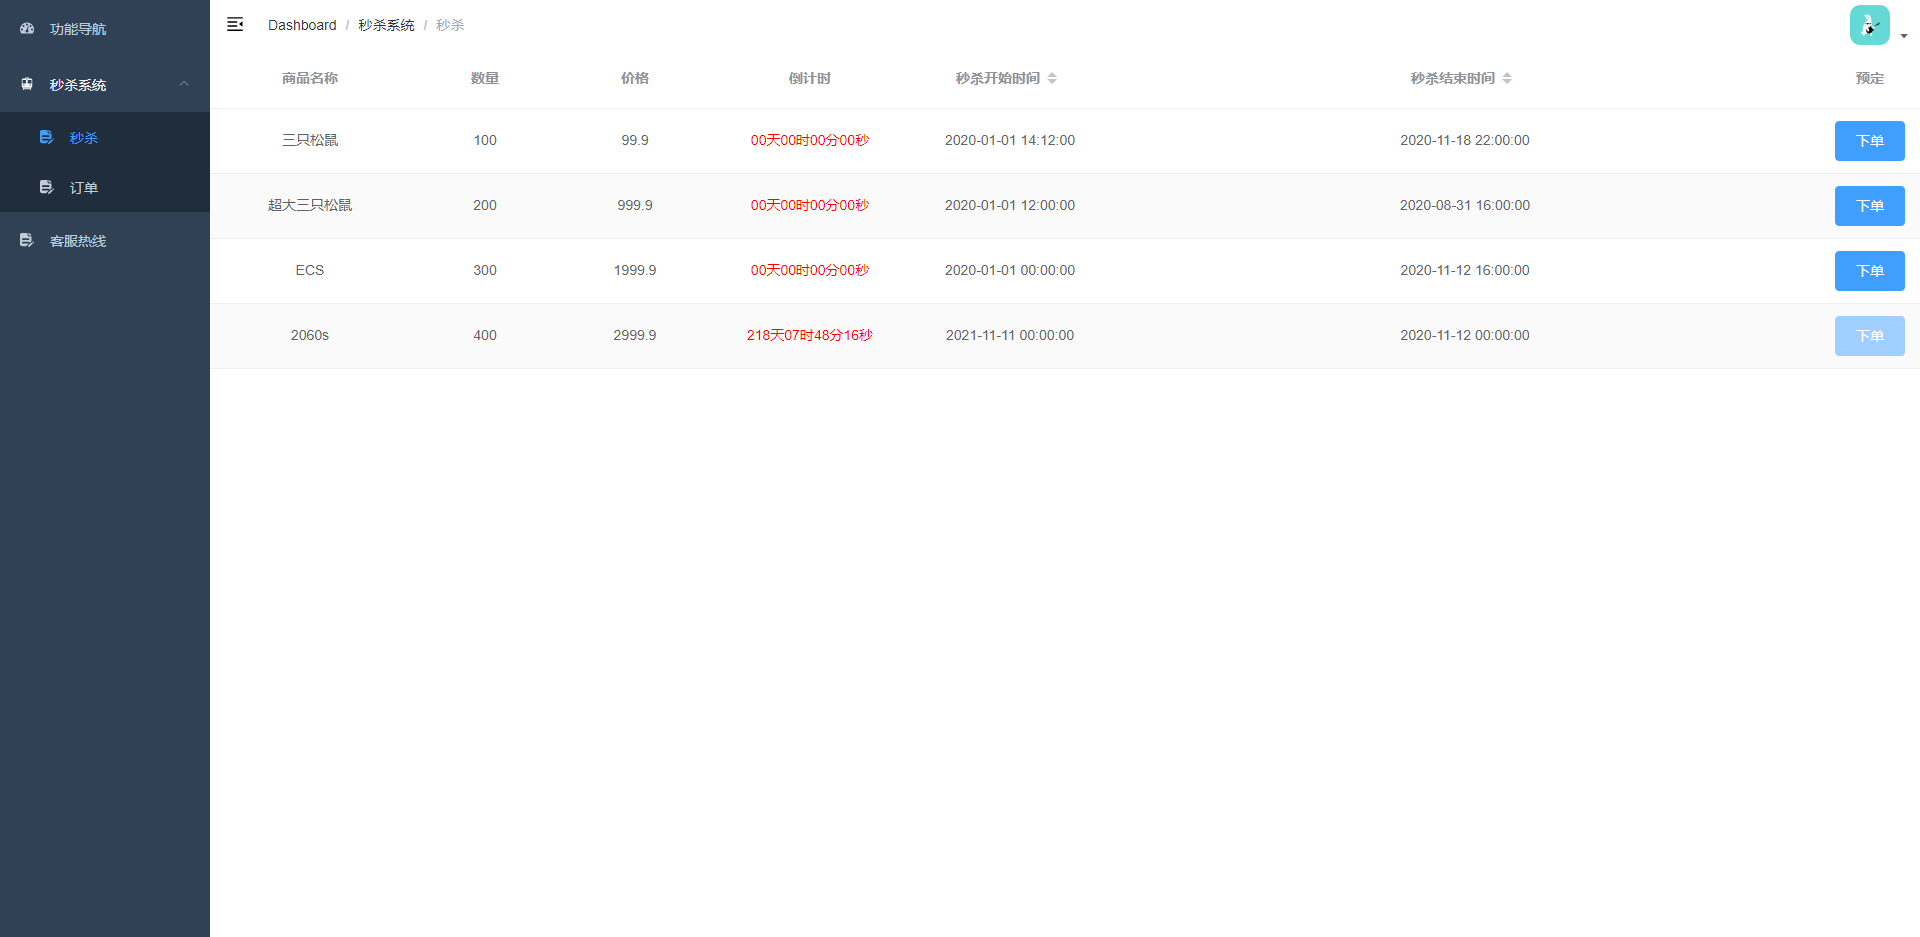 功能导航
秒杀系统
秒杀
订单
客服热线
Dashboard / 秒杀系统 / 秒杀
商品名称 数量 价格 倒计时 秒杀开始时间 秒杀结束时间 预定
三只松鼠 100 99.9 00天00时00分00秒 2020-01-01 14:12:00 2020-11-18 22:00:00 下单
超大三只松鼠 200 999.9 00天00时00分00秒 2020-01-01 12:00:00 2020-08-31 16:00:00 下单
ECS 300 1999.9 00天00时00分00秒 2020-01-01 00:00:00 2020-11-12 16:00:00 下单
2060s 400 2999.9 218天07时48分16秒 2021-11-11 00:00:00 2020-11-12 00:00:00 下单